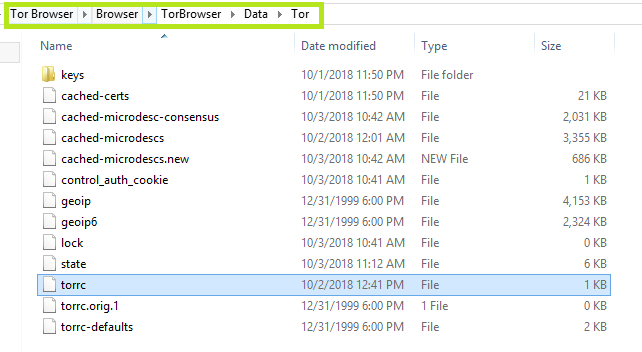 Tor Browser Browser TorBrowser Data Tor
Name Date modified Type Size
keys 10/1/2018 11:50 PM File folder
cached-certs 10/1/2018 11:50 PM File 21 KB
cached-microdesc-consensus 10/3/2018 10:42 AM File 2,031 KB
cached-microdescs 10/2/2018 12:01 AM File 3,355 KB
cached-microdescs.new 10/3/2018 10:42 AM NEW File 686 KB
control_auth_cookie 10/3/2018 10:41 AM File 1 KB
geoip 12/31/1999 6:00 PM File 4,153 KB
geoip6 12/31/1999 6:00 PM File 2,324 KB
lock 10/3/2018 10:41 AM File 0 KB
state 10/3/2018 11:12 AM File 6 KB
torrc 10/2/2018 12:41 PM File 1 KB
torrc.orig.1 12/31/1999 6:00 PM 1 File 0 KB
torrc-defaults 12/31/1999 6:00 PM File 2 KB